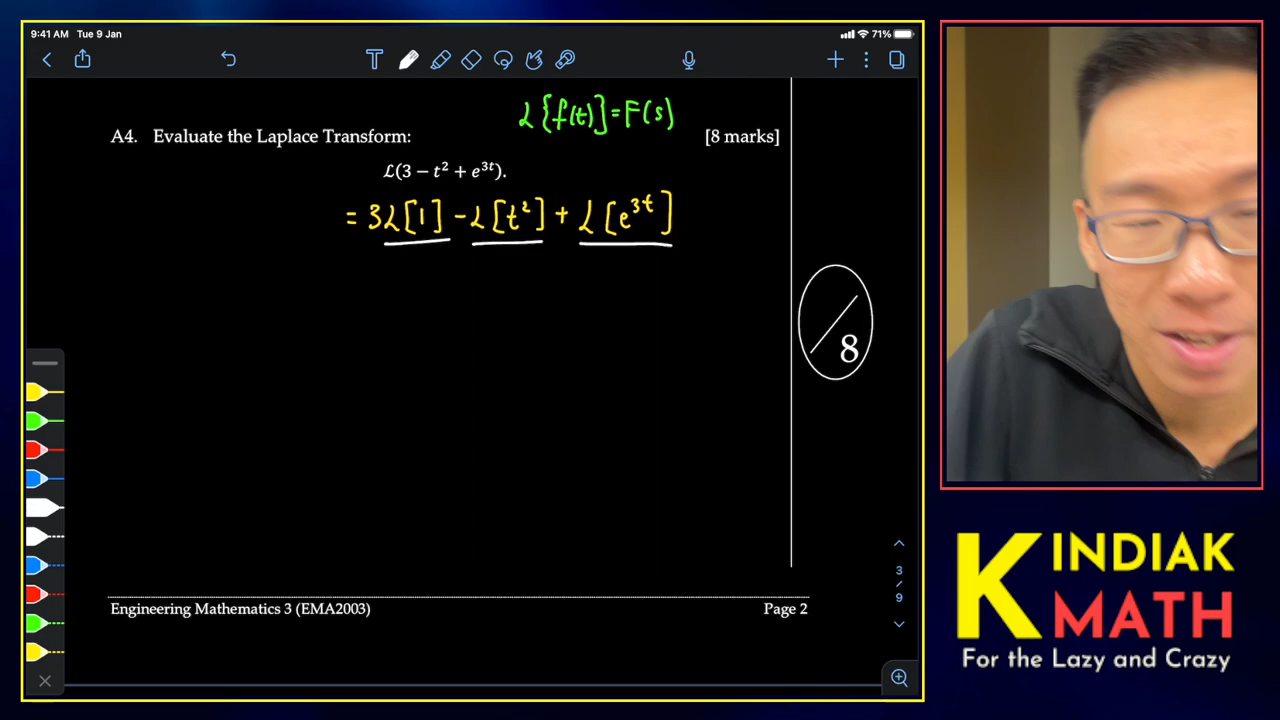 9:41 AM Tue 9 Jan
71%
ℒ{f(t)}=F(s)
A4. Evaluate the Laplace Transform: [8 marks]
ℒ(3 − t² + e³ᵗ).
= 3ℒ[1] − ℒ[t²] + ℒ[e³ᵗ]
8
3
9
Engineering Mathematics 3 (EMA2003) Page 2
KINDIAK
MATH
For the Lazy and Crazy